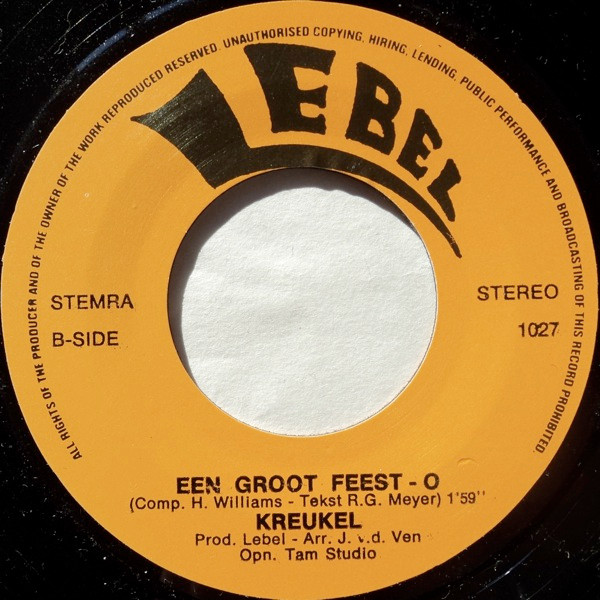 ALL RIGHTS OF THE PRODUCER AND OF THE OWNER OF THE WORK REPRODUCED RESERVED. UNAUTHORISED COPYING, HIRING, LENDING, PUBLIC PERFORMANCE AND BROADCASTING OF THIS RECORD PROHIBITED.
LEBEL
STEMRA
B-SIDE
STEREO
1027
EEN GROOT FEEST - O
(Comp. H. Williams - Tekst R.G. Meyer) 1'59''
KREUKEL
Prod. Lebel - Arr. J. v.d. Ven
Opn. Tam Studio